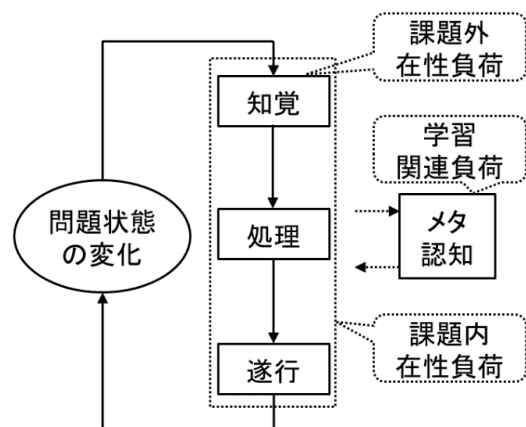 課題外
在性負荷
知覚
学習
関連負荷
問題状態
の変化
処理
メタ
認知
課題内
在性負荷
遂行